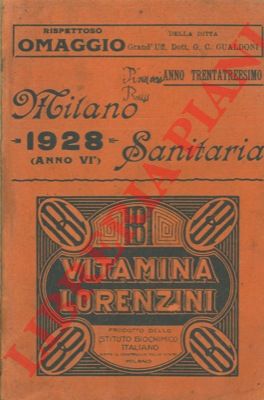 RISPETTOSO
OMAGGIO
DELLA DITTA
Grand' Uff. Dott. G. C. GUALDONI
ANNO TRENTATREESIMO
Milano
1928
(ANNO VI°)
Sanitaria
VITAMINA
LORENZINI
PRODOTTO DELLO
ISTITUTO BIOCHIMICO
ITALIANO
MILANO